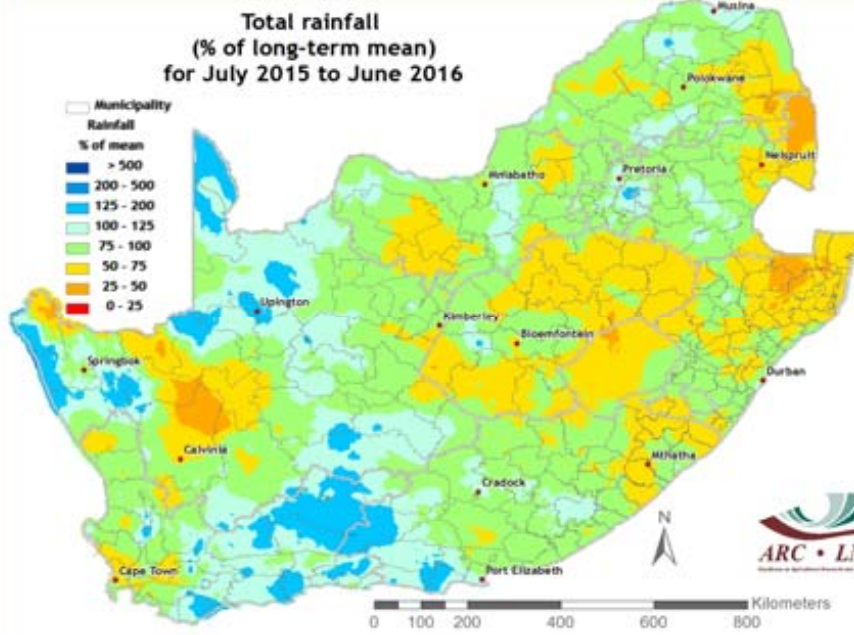 Total rainfall
(% of long-term mean)
for July 2015 to June 2016
Municipality
Rainfall
% of mean
> 500
200 - 500
125 - 200
100 - 125
75 - 100
50 - 75
25 - 50
0 - 25
Musina
Polokwane
Nelspruit
Pretoria
Mmabatho
Upington
Kimberley
Bloemfontein
Springbok
Durban
Calvinia
Mthatha
Cradock
Cape Town
Port Elizabeth
N
ARC • L
Kilometers
0 100 200 400 600 800